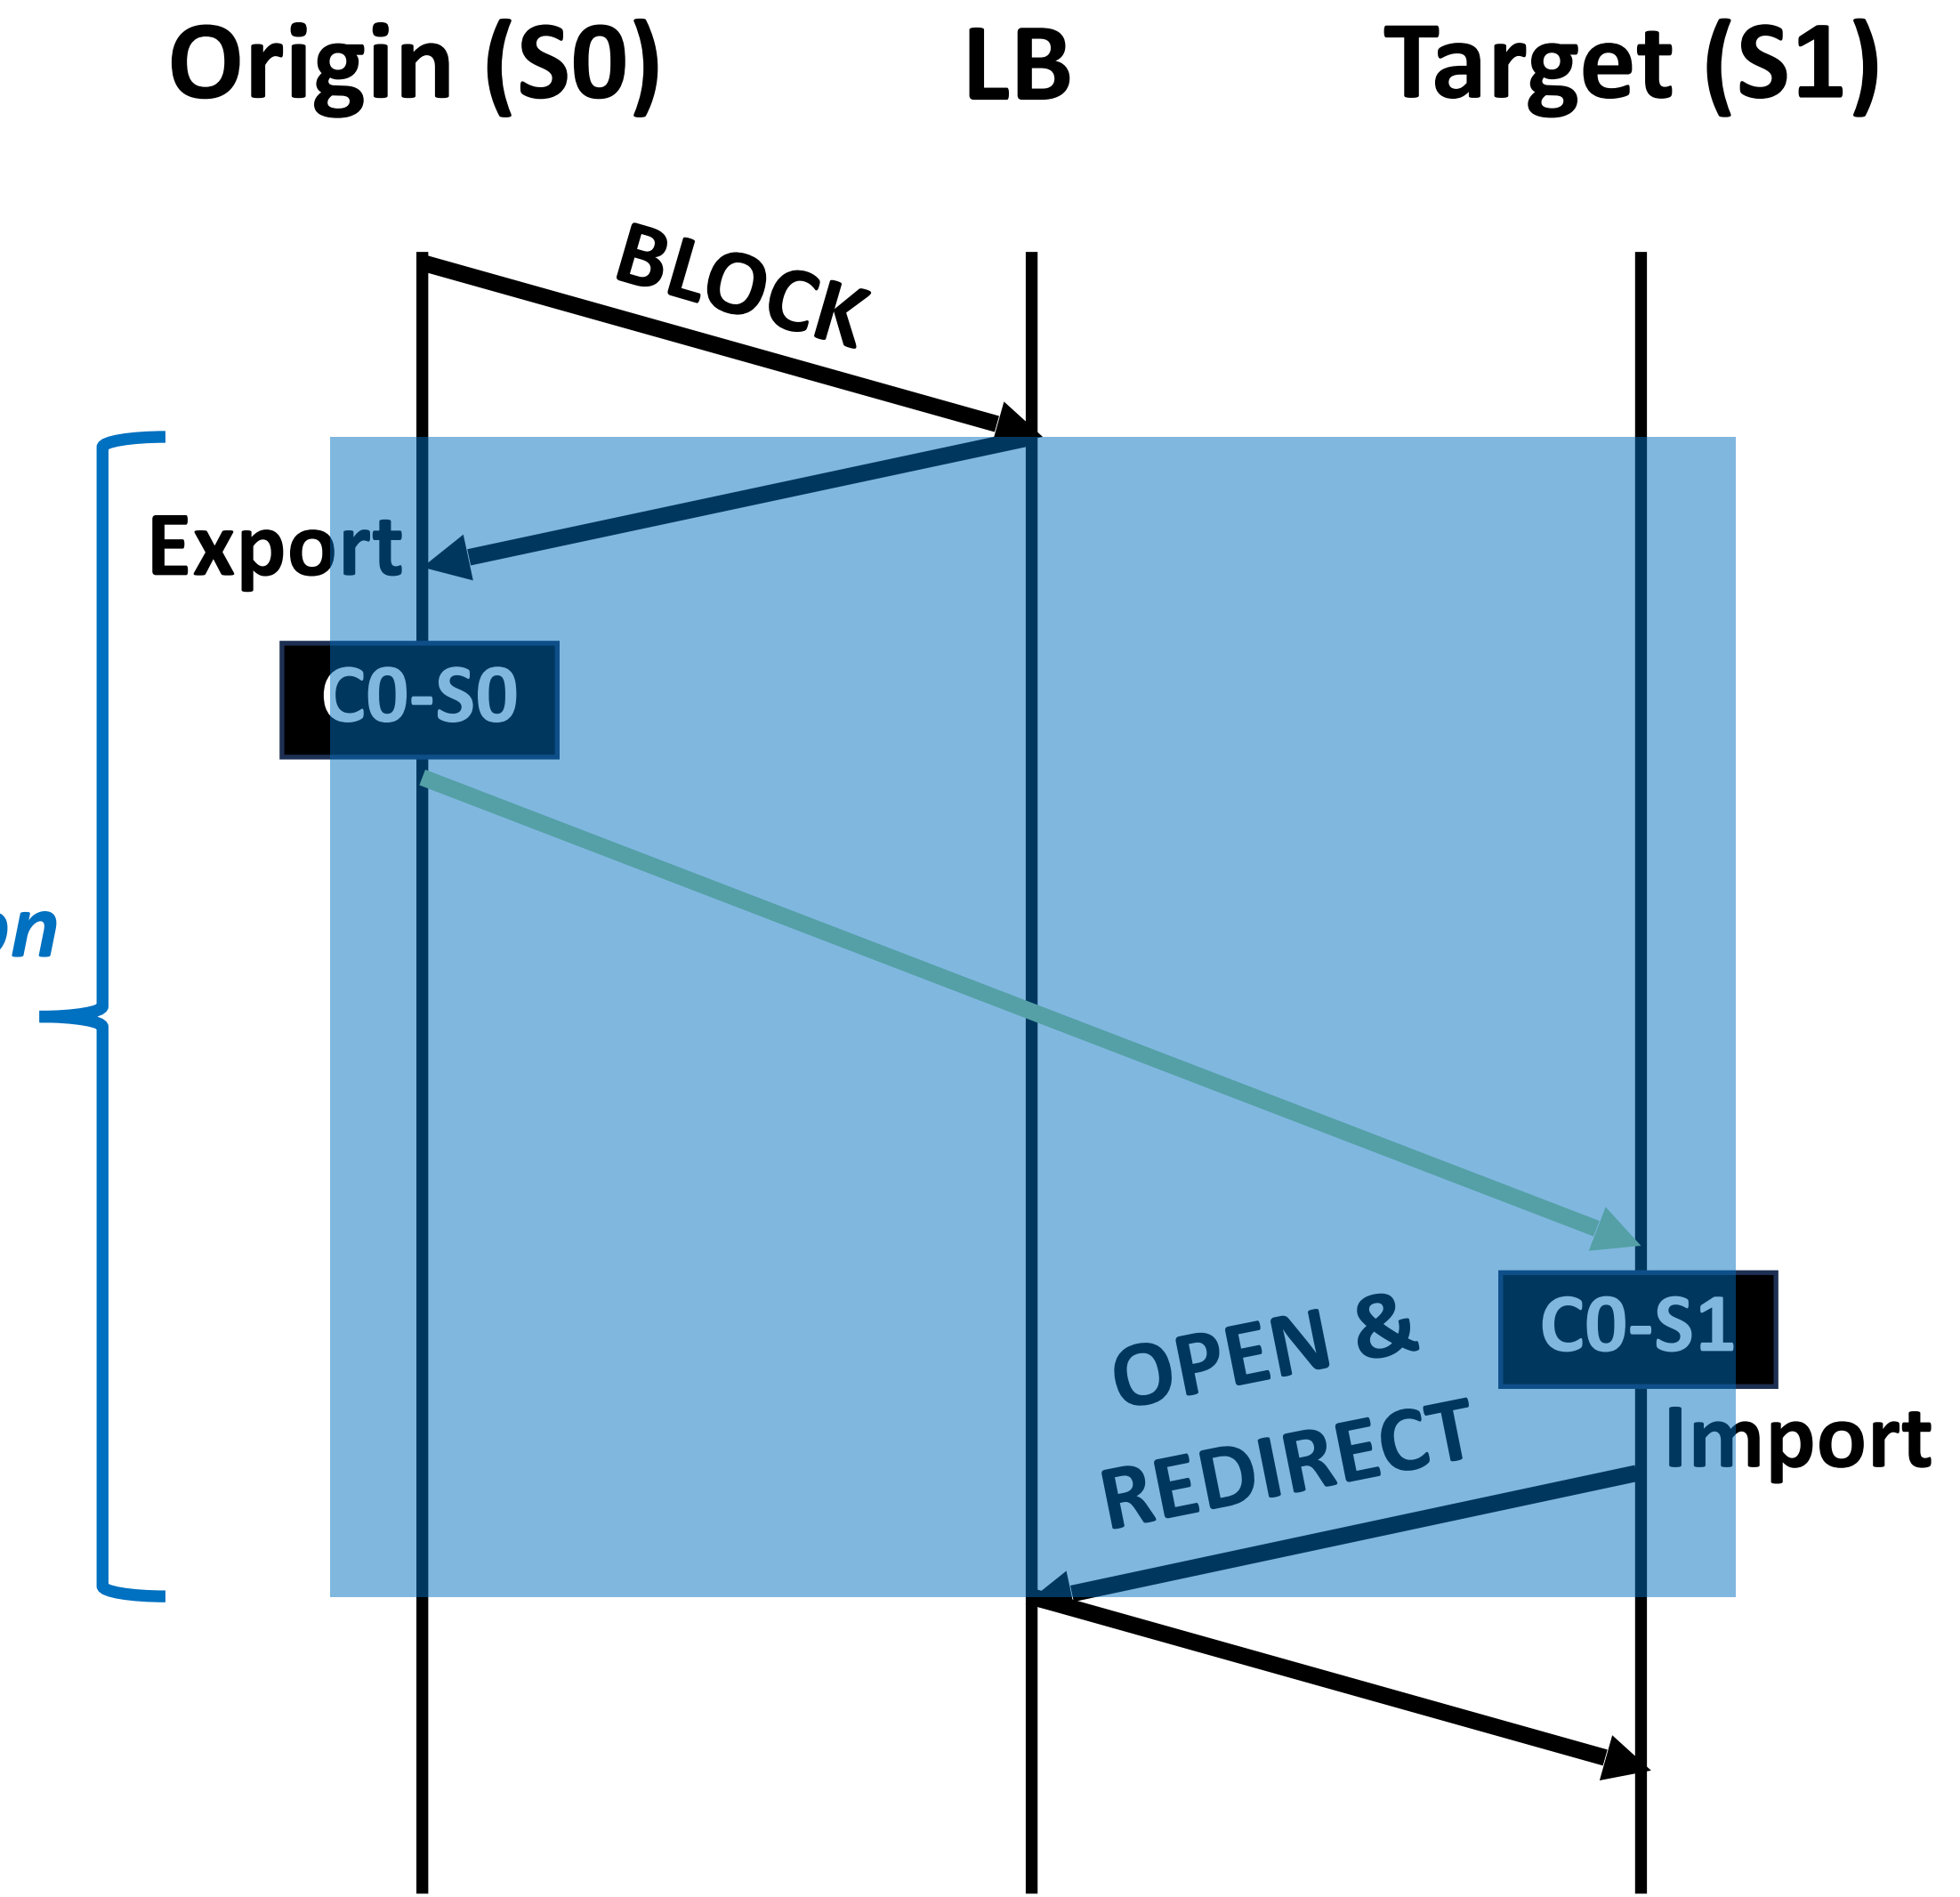 Origin (S0)
LB
Target (S1)
BLOCK
Export
C0-S0
OPEN &
REDIRECT
C0-S1
Import